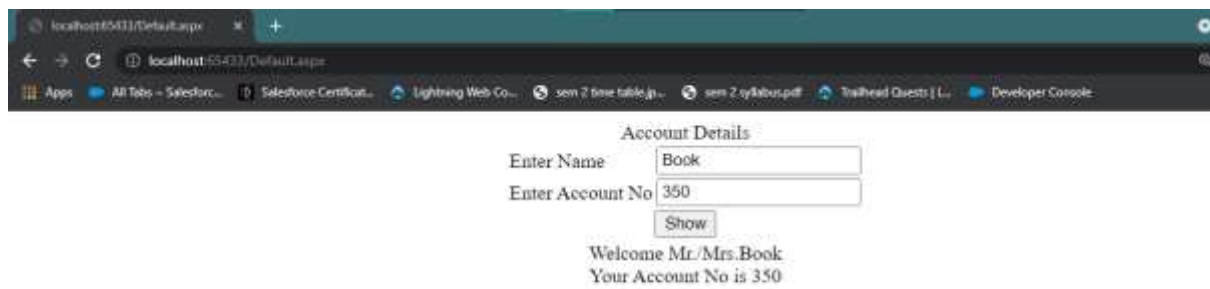 localhost:65433/Default.aspx
localhost:65433/Default.aspx
Apps All Tabs – Salesforc... Salesforce Certificat... Lightning Web Co... sem 2 time table.jp... sem 2 syllabus.pdf Trailhead Quests | L... Developer Console
Account Details
Enter Name Book
Enter Account No 350
Show
Welcome Mr./Mrs.Book
Your Account No is 350